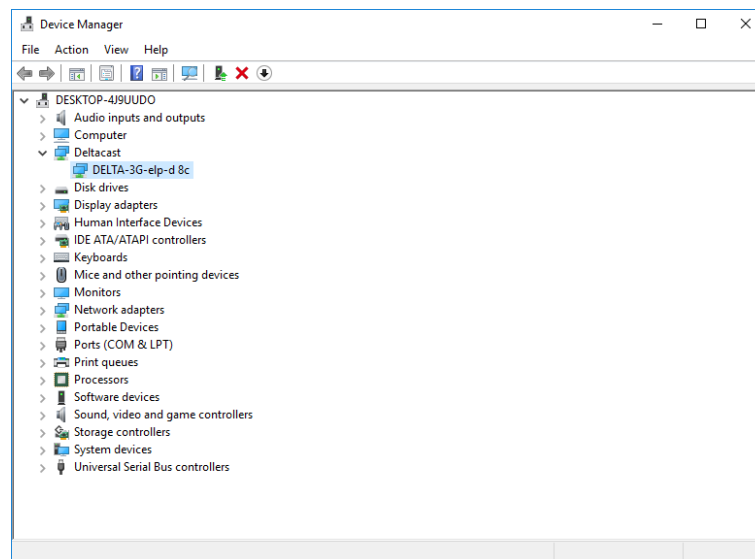 Device Manager
File Action View Help
DESKTOP-4J9UUDO
Audio inputs and outputs
Computer
Deltacast
DELTA-3G-elp-d 8c
Disk drives
Display adapters
Human Interface Devices
IDE ATA/ATAPI controllers
Keyboards
Mice and other pointing devices
Monitors
Network adapters
Portable Devices
Ports (COM & LPT)
Print queues
Processors
Software devices
Sound, video and game controllers
Storage controllers
System devices
Universal Serial Bus controllers